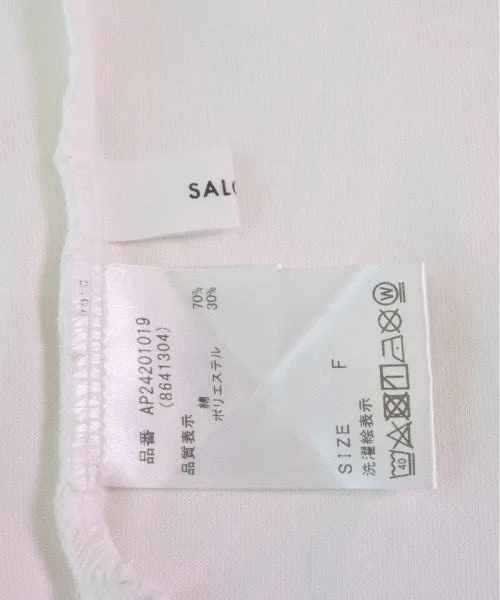 SALO
品番 AP24201019
(8641304)
品質表示
綿 70%
ポリエステル 30%
SIZE F
洗濯絵表示
40
W